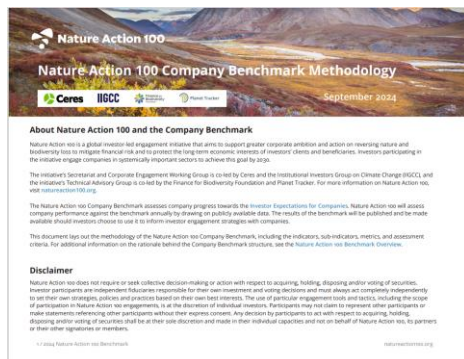 Nature Action 100
Nature Action 100 Company Benchmark Methodology
Ceres
IIGCC
Finance for Biodiversity Foundation
Planet Tracker
September 2024
About Nature Action 100 and the Company Benchmark
Nature Action 100 is a global investor-led engagement initiative that aims to support greater corporate ambition and action on reversing nature and
biodiversity loss to mitigate financial risk and to protect the long-term economic interests of investors' clients and beneficiaries. Investors participating in
the initiative engage companies in systemically important sectors to achieve this goal by 2030.
The Initiative's Secretariat and Corporate Engagement Working Group is co-led by Ceres and the Institutional Investors Group on Climate Change (IIGCC), and
the initiative's Technical Advisory Group is co-led by the Finance for Biodiversity Foundation and Planet Tracker. For more information on Nature Action 100,
visit natureaction100.org.
The Nature Action 100 Company Benchmark assesses company progress towards the Investor Expectations for Companies. Nature Action 100 will assess
company performance against the benchmark annually by drawing on publicly available data. The results of the benchmark will be published and be made
available should investors choose to use it to inform investor engagement strategies with companies.
This document lays out the methodology of the Nature Action 100 Company Benchmark, including the indicators, sub-indicators, metrics, and assessment
criteria. For additional information on the rationale behind the Company Benchmark structure, see the Nature Action 100 Benchmark Overview.
Disclaimer
Nature Action 100 does not require or seek collective decision-making or action with respect to acquiring, holding, disposing and/or voting of securities.
Investor participants are independent fiduciaries responsible for their own investment and voting decisions and must always act completely independently
to set their own strategies, policies and practices based on their own best interests. The use of particular engagement tools and tactics, including the scope
of participation in Nature Action 100 engagements, is at the discretion of individual investors. Participants may not claim to represent other participants or
make statements referencing other participants without their express consent. Any decision by participants to act with respect to acquiring, holding,
disposing and/or voting of securities shall be at their sole discretion and made in their individual capacities and not on behalf of Nature Action 100, its partners
or their other signatories or members.
1 / 2024 Nature Action 100 Benchmark
natureaction100.org